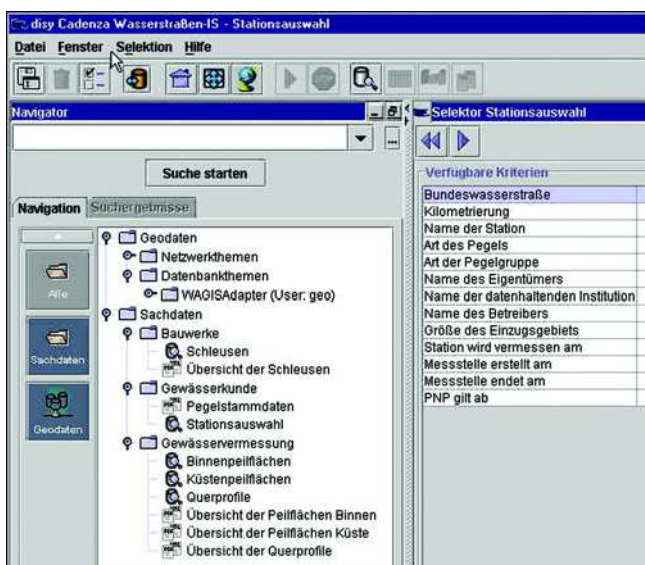 disy Cadenza Wasserstraßen-IS - Stationsauswahl
Datei Fenster Selektion Hilfe
Navigator
...
Suche starten
Navigation Suchergebnisse
Alle
Sachdaten
Geodaten
Geodaten
Netzwerkthemen
Datenbankthemen
WAGISAdapter (User: geo)
Sachdaten
Bauwerke
Schleusen
Übersicht der Schleusen
Gewässerkunde
Pegelstammdaten
Stationsauswahl
Gewässervermessung
Binnenpeilflächen
Küstenpeilflächen
Querprofile
Übersicht der Peilflächen Binnen
Übersicht der Peilflächen Küste
Übersicht der Querprofile
Selektor Stationsauswahl
Verfügbare Kriterien
Bundeswasserstraße
Kilometrierung
Name der Station
Art des Pegels
Art der Pegelgruppe
Name des Eigentümers
Name der datenhaltenden Institution
Name des Betreibers
Größe des Einzugsgebiets
Station wird vermessen am
Messstelle erstellt am
Messstelle endet am
PNP gilt ab